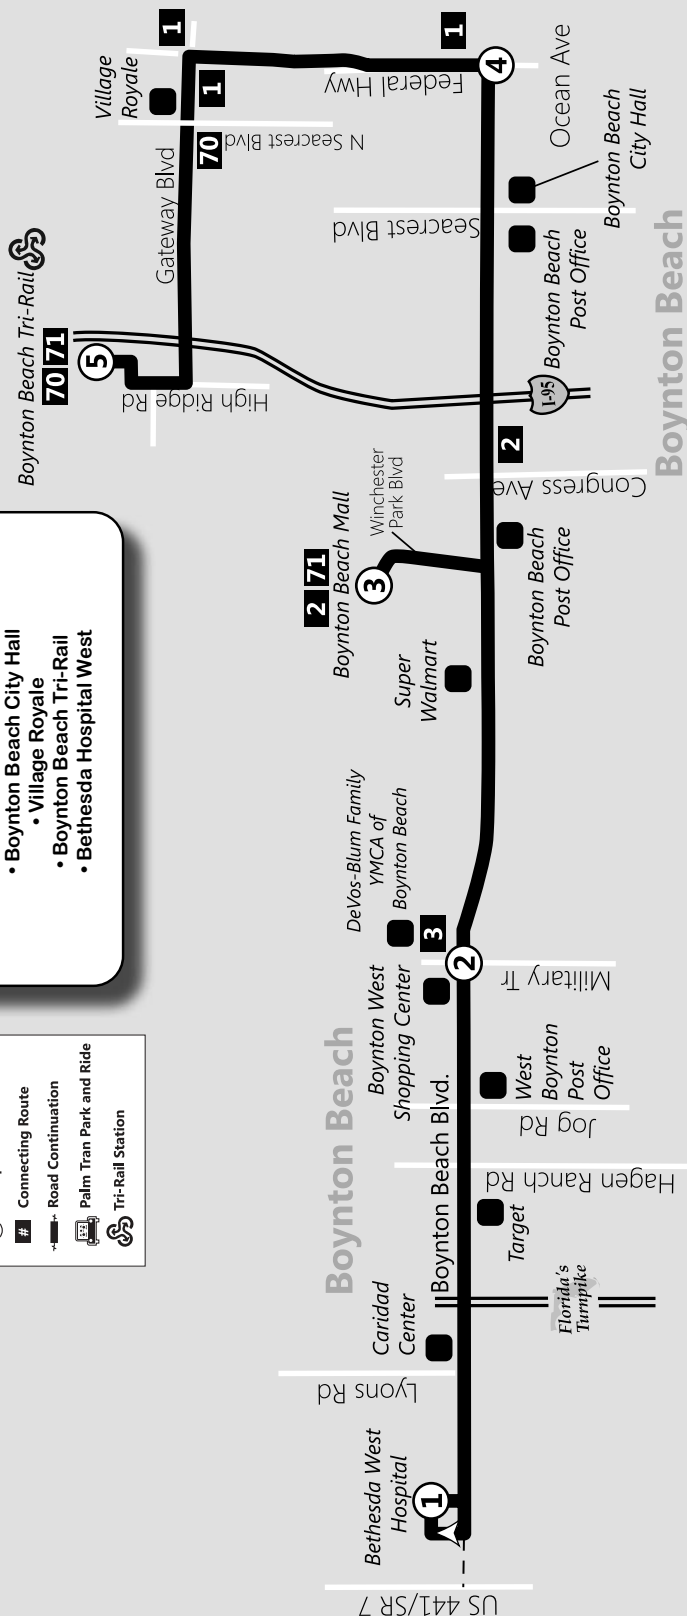 • Boynton Beach City Hall
• Village Royale
• Boynton Beach Tri-Rail
• Bethesda Hospital West
# Connecting Route
Road Continuation
Palm Tran Park and Ride
Tri-Rail Station
US 441/SR 7
Bethesda West
Hospital
1
Lyons Rd
Caridad
Center
Florida's
Turnpike
Target
Hagen Ranch Rd
Boynton Beach
Boynton Beach Blvd.
Jog Rd
West
Boynton
Post
Office
Boynton West
Shopping Center
Military Tr
2
3
DeVos-Blum Family
YMCA of
Boynton Beach
Super
Walmart
2 71
Boynton Beach Mall
3
Winchester
Park Blvd
Boynton Beach
Post Office
Congress Ave
2
I-95
Boynton Beach
Boynton Beach
Post Office
Seacrest Blvd
Boynton Beach
City Hall
Ocean Ave
4
1
Federal Hwy
1
1
Village
Royale
N Seacrest Blvd
70
Gateway Blvd
High Ridge Rd
5
70 71
Boynton Beach Tri-Rail